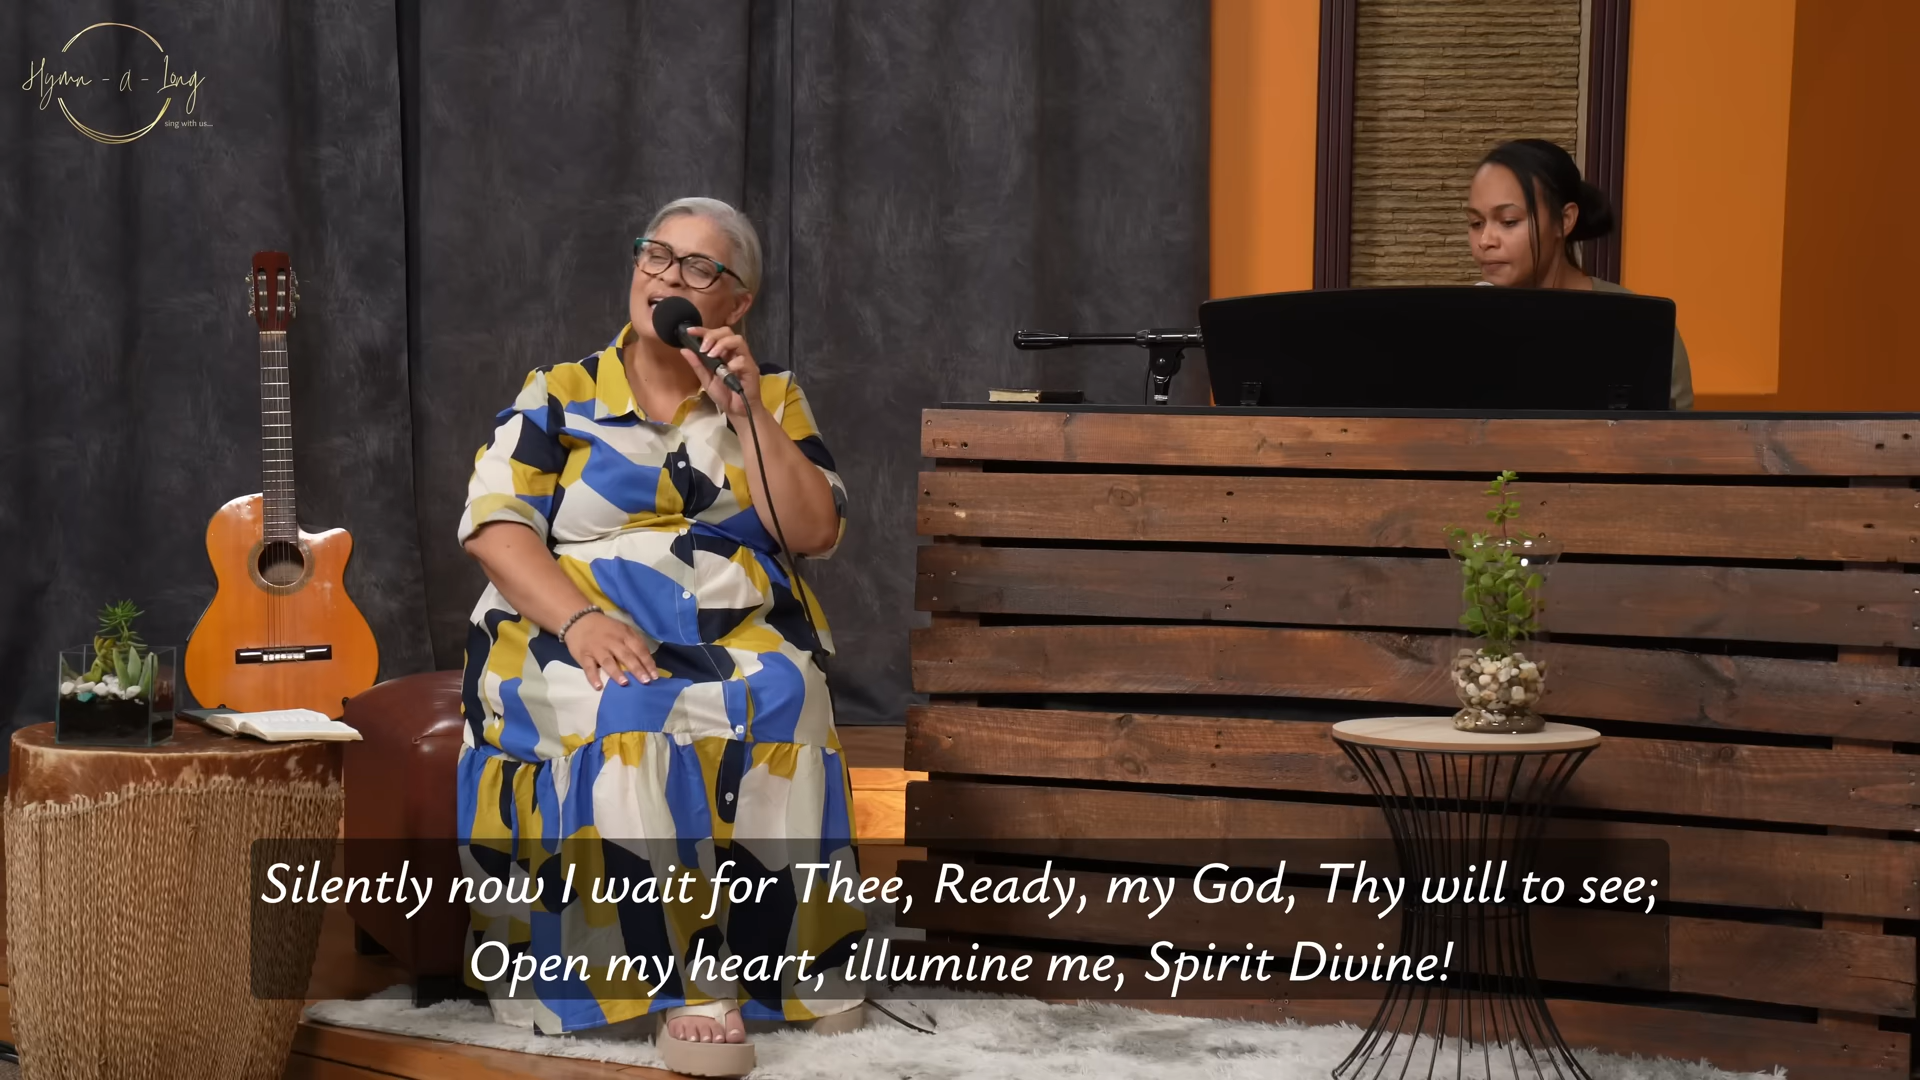 Hymn - a - Long
sing with us...
Silently now I wait for Thee, Ready, my God, Thy will to see;
Open my heart, illumine me, Spirit Divine!